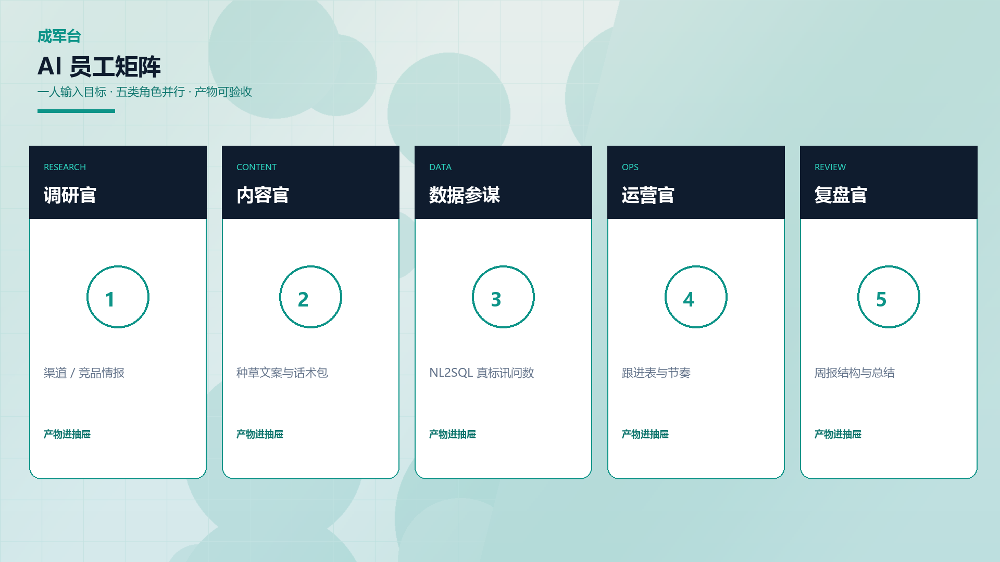 成军台
AI 员工矩阵
一人输入目标 · 五类角色并行 · 产物可验收
RESEARCH
调研官
1
渠道 / 竞品情报
产物进抽屉
CONTENT
内容官
2
种草文案与话术包
产物进抽屉
DATA
数据参谋
3
NL2SQL 真标讯问数
产物进抽屉
OPS
运营官
4
跟进表与节奏
产物进抽屉
REVIEW
复盘官
5
周报结构与总结
产物进抽屉